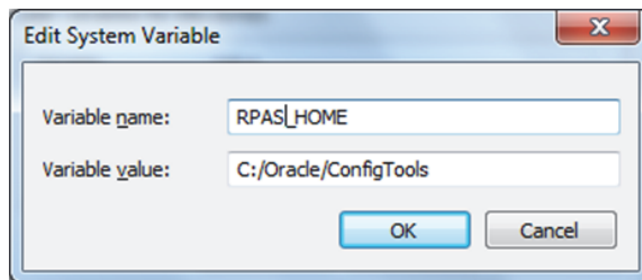 Edit System Variable
Variable name: RPAS_HOME
Variable value: C:/Oracle/ConfigTools
OK Cancel